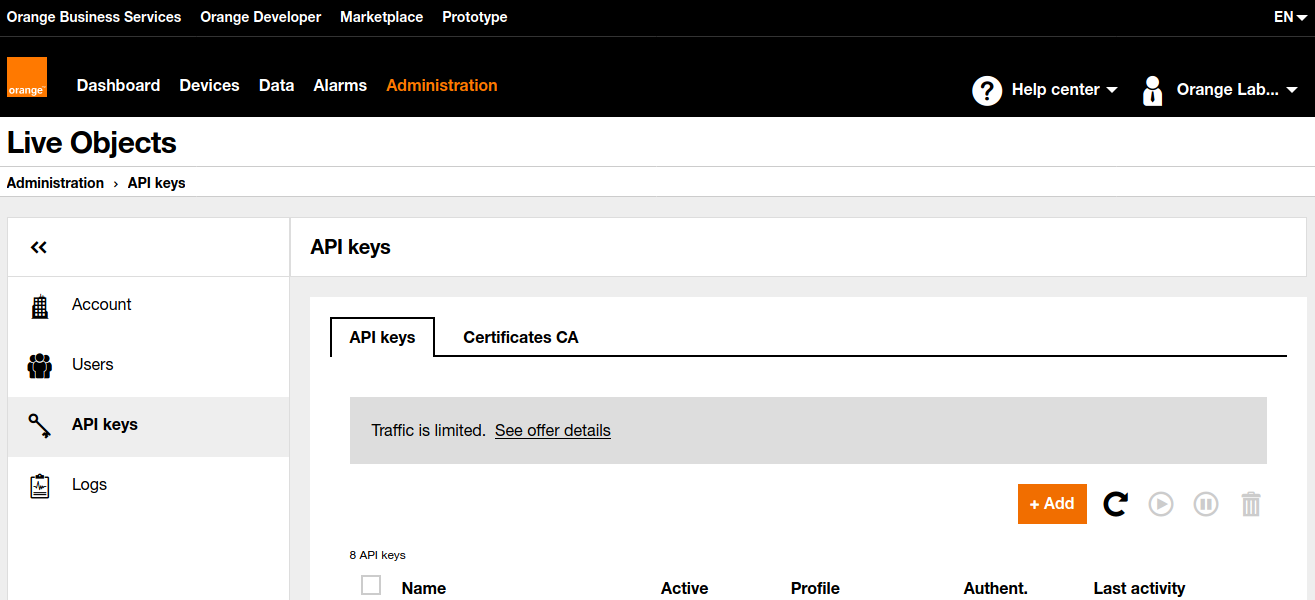 Orange Business Services Orange Developer Marketplace Prototype EN
orange™ Dashboard Devices Data Alarms Administration ? Help center Orange Lab...
Live Objects
Administration › API keys
API keys
Account
Users
API keys
Logs
API keys Certificates CA
Traffic is limited. See offer details
+ Add
8 API keys
Name Active Profile Authent. Last activity